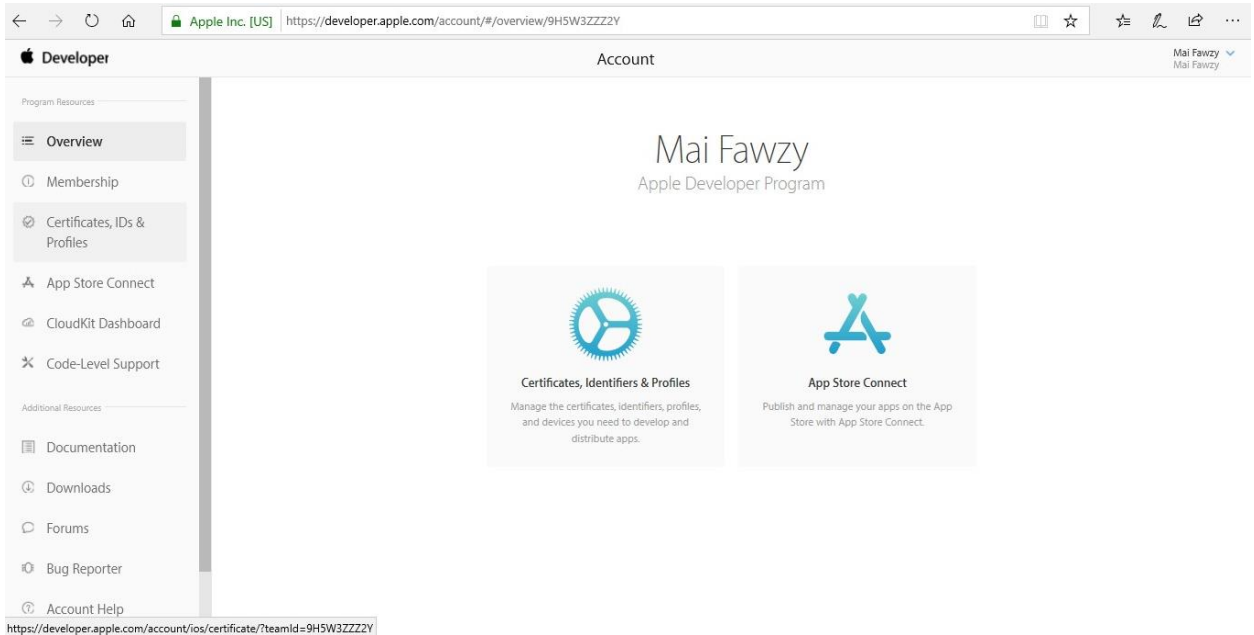 Apple Inc. [US] https://developer.apple.com/account/#/overview/9H5W3ZZZ2Y
Developer
Account
Mai Fawzy
Mai Fawzy
Program Resources
Overview
Membership
Certificates, IDs &
Profiles
App Store Connect
CloudKit Dashboard
Code-Level Support
Additional Resources
Documentation
Downloads
Forums
Bug Reporter
Account Help
Mai Fawzy
Apple Developer Program
Certificates, Identifiers & Profiles
Manage the certificates, identifiers, profiles,
and devices you need to develop and
distribute apps.
App Store Connect
Publish and manage your apps on the App
Store with App Store Connect.
https://developer.apple.com/account/ios/certificate/?teamId=9H5W3ZZZ2Y